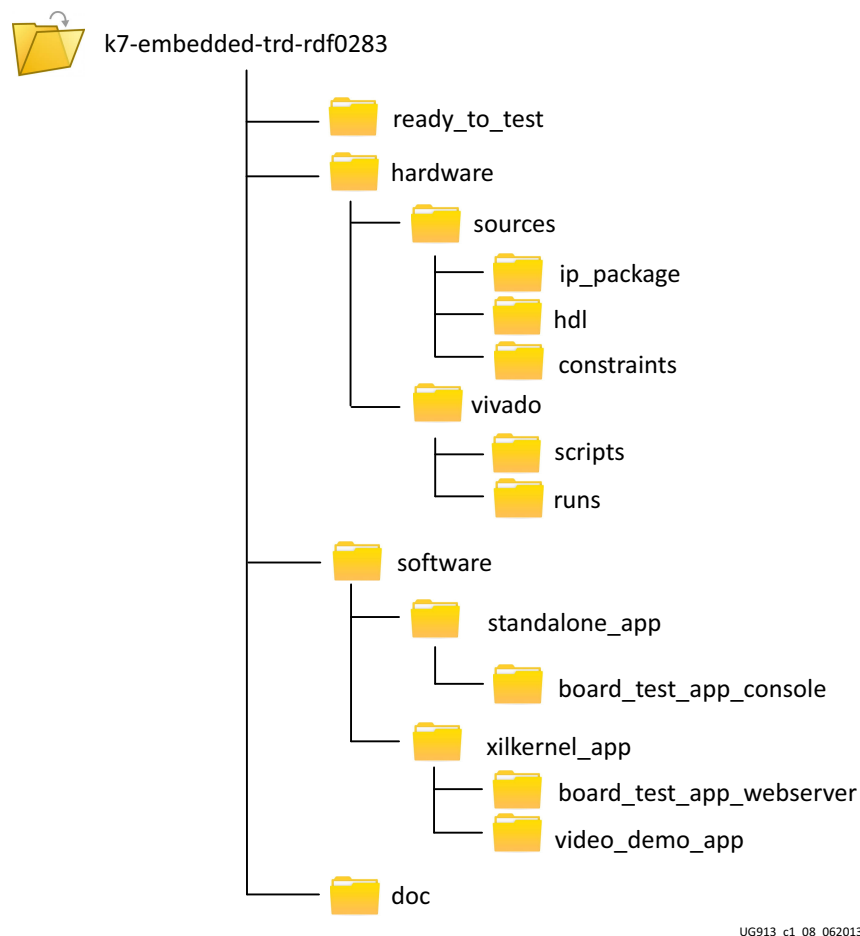 k7-embedded-trd-rdf0283
ready_to_test
hardware
sources
ip_package
hdl
constraints
vivado
scripts
runs
software
standalone_app
board_test_app_console
xilkernel_app
board_test_app_webserver
video_demo_app
doc
UG913_c1_08_062013